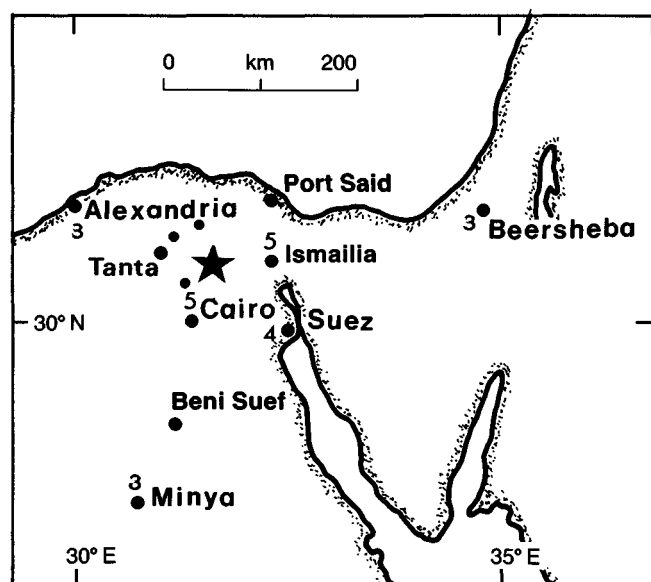 0 km 200
Port Said
Alexandria
3
3
Beersheba
Tanta
5
Ismailia
5
Cairo
30° N
4
Suez
Beni Suef
3
Minya
30° E
35° E